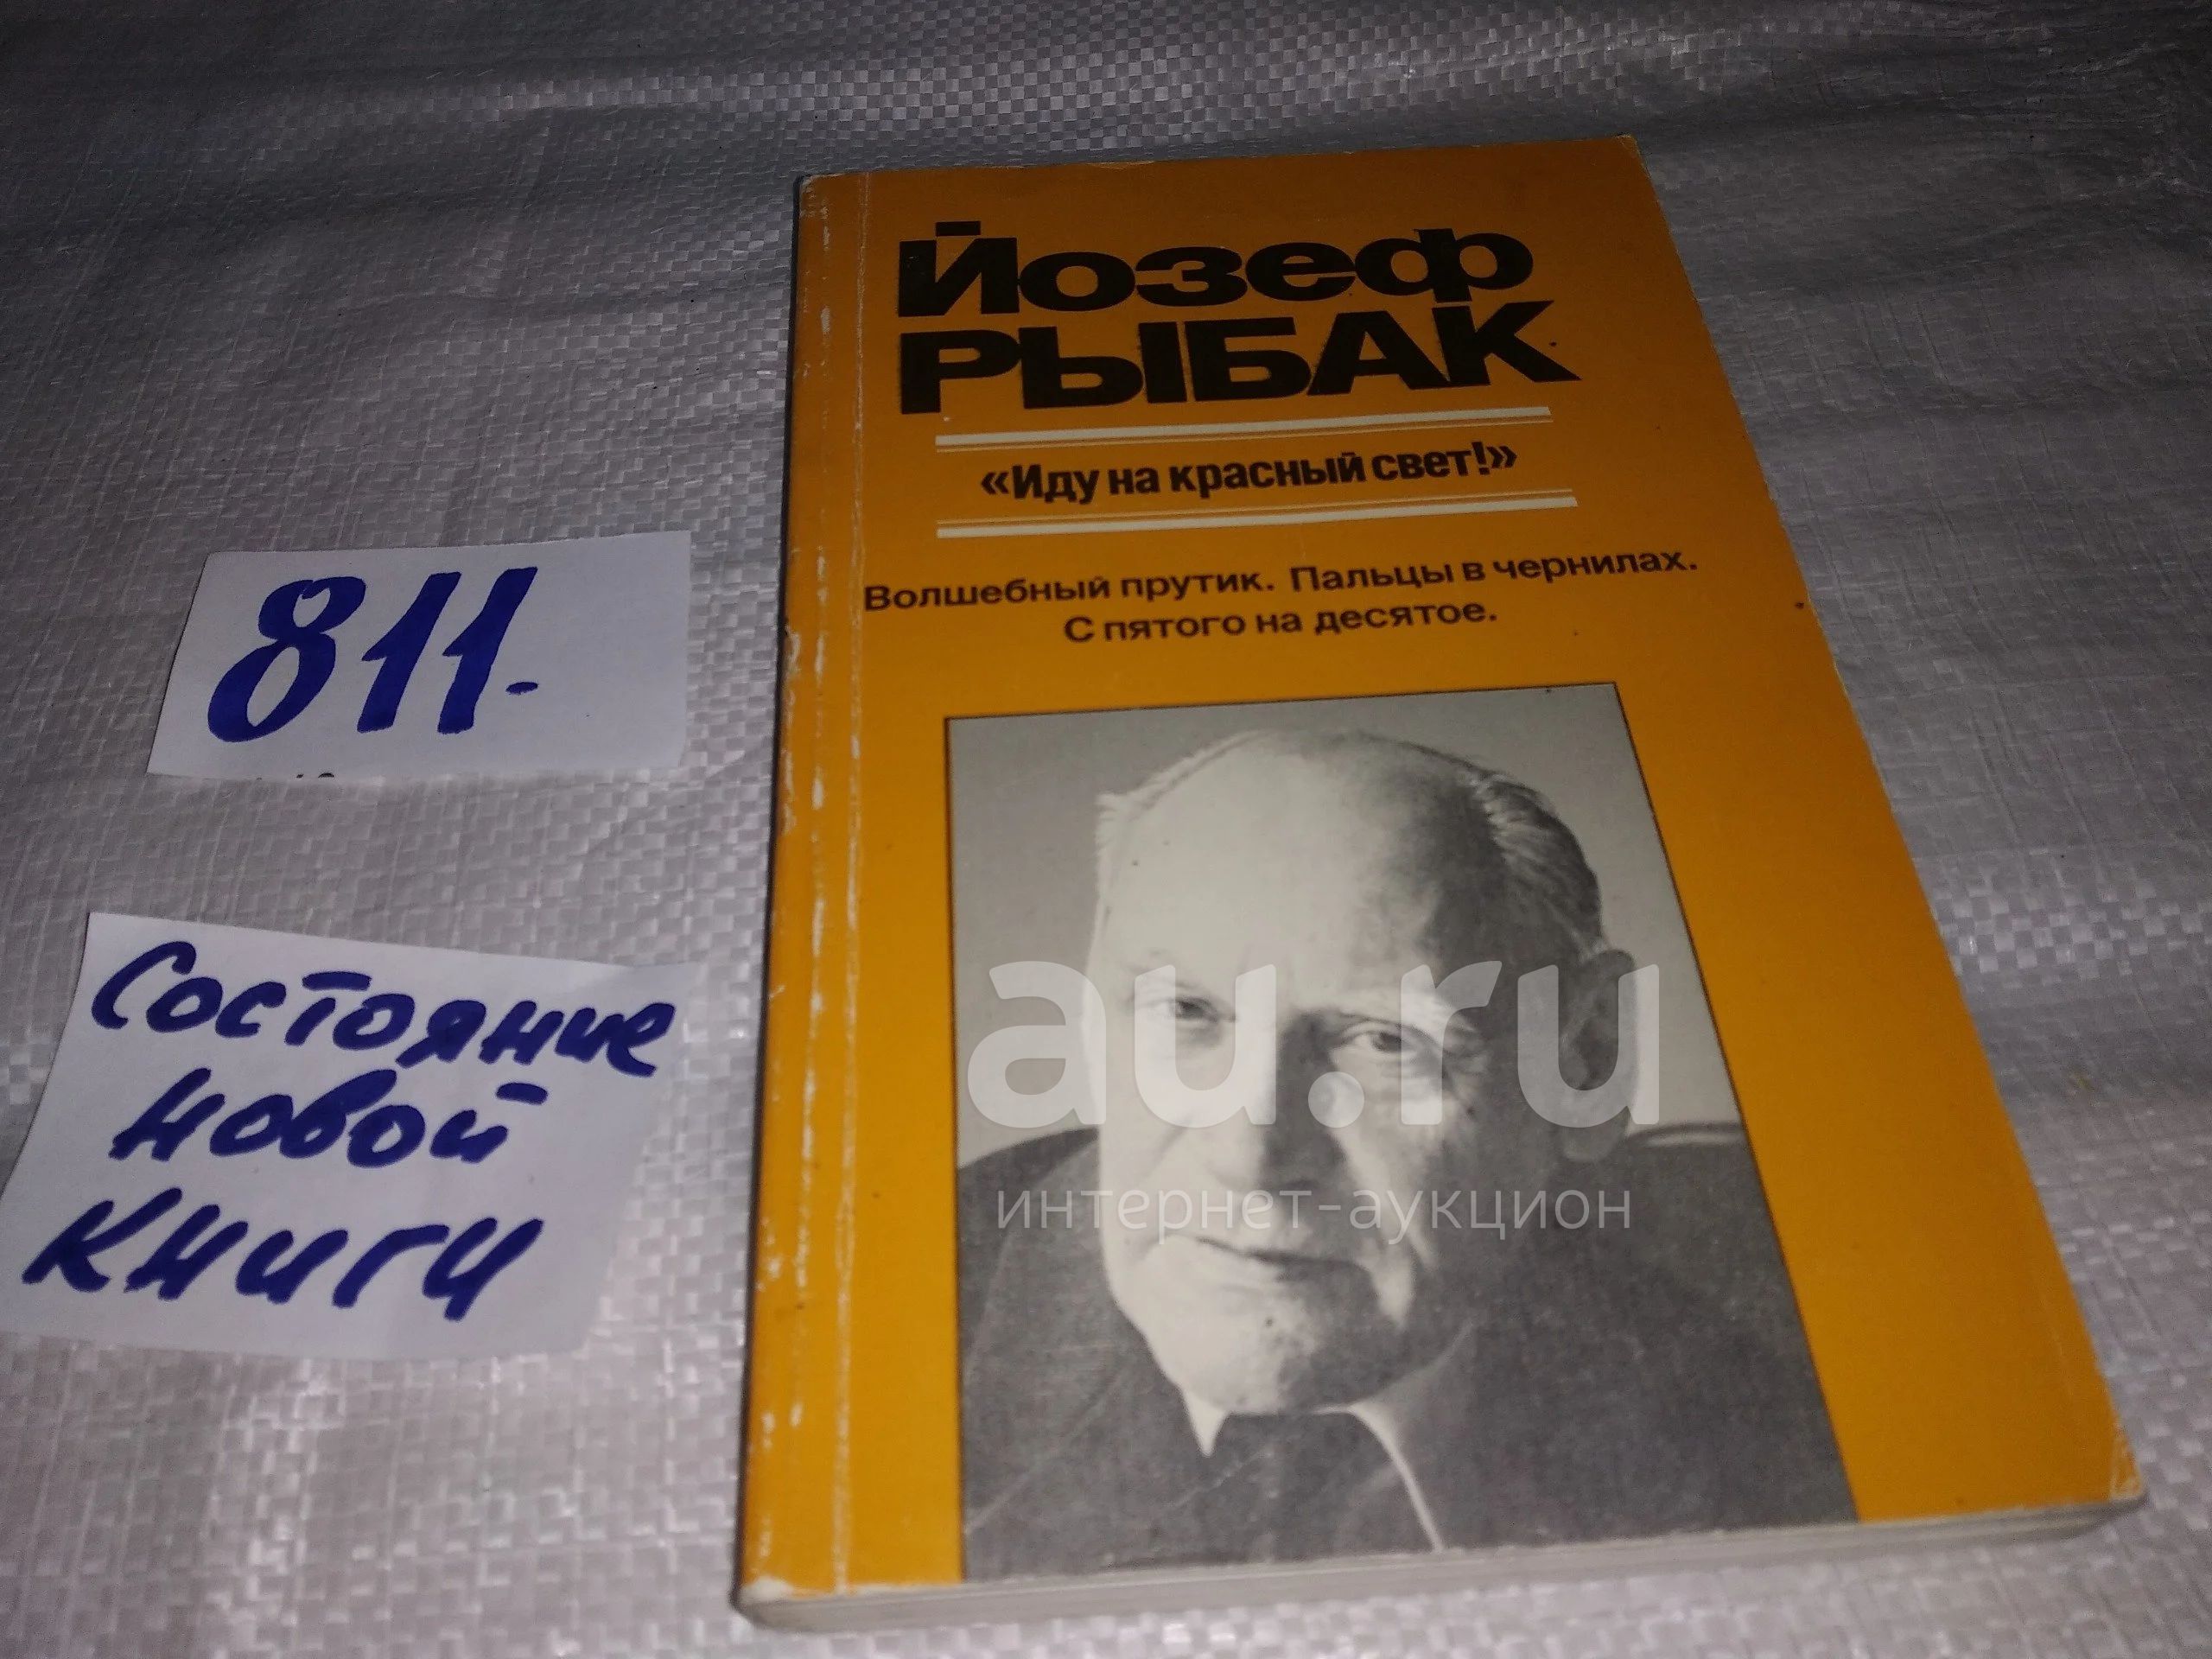 Йозеф
РЫБАК
«Иду на красный свет!»
Волшебный прутик. Пальцы в чернилах.
С пятого на десятое.
811.
Состояние
новой
книги
au.ru
интернет-аукцион